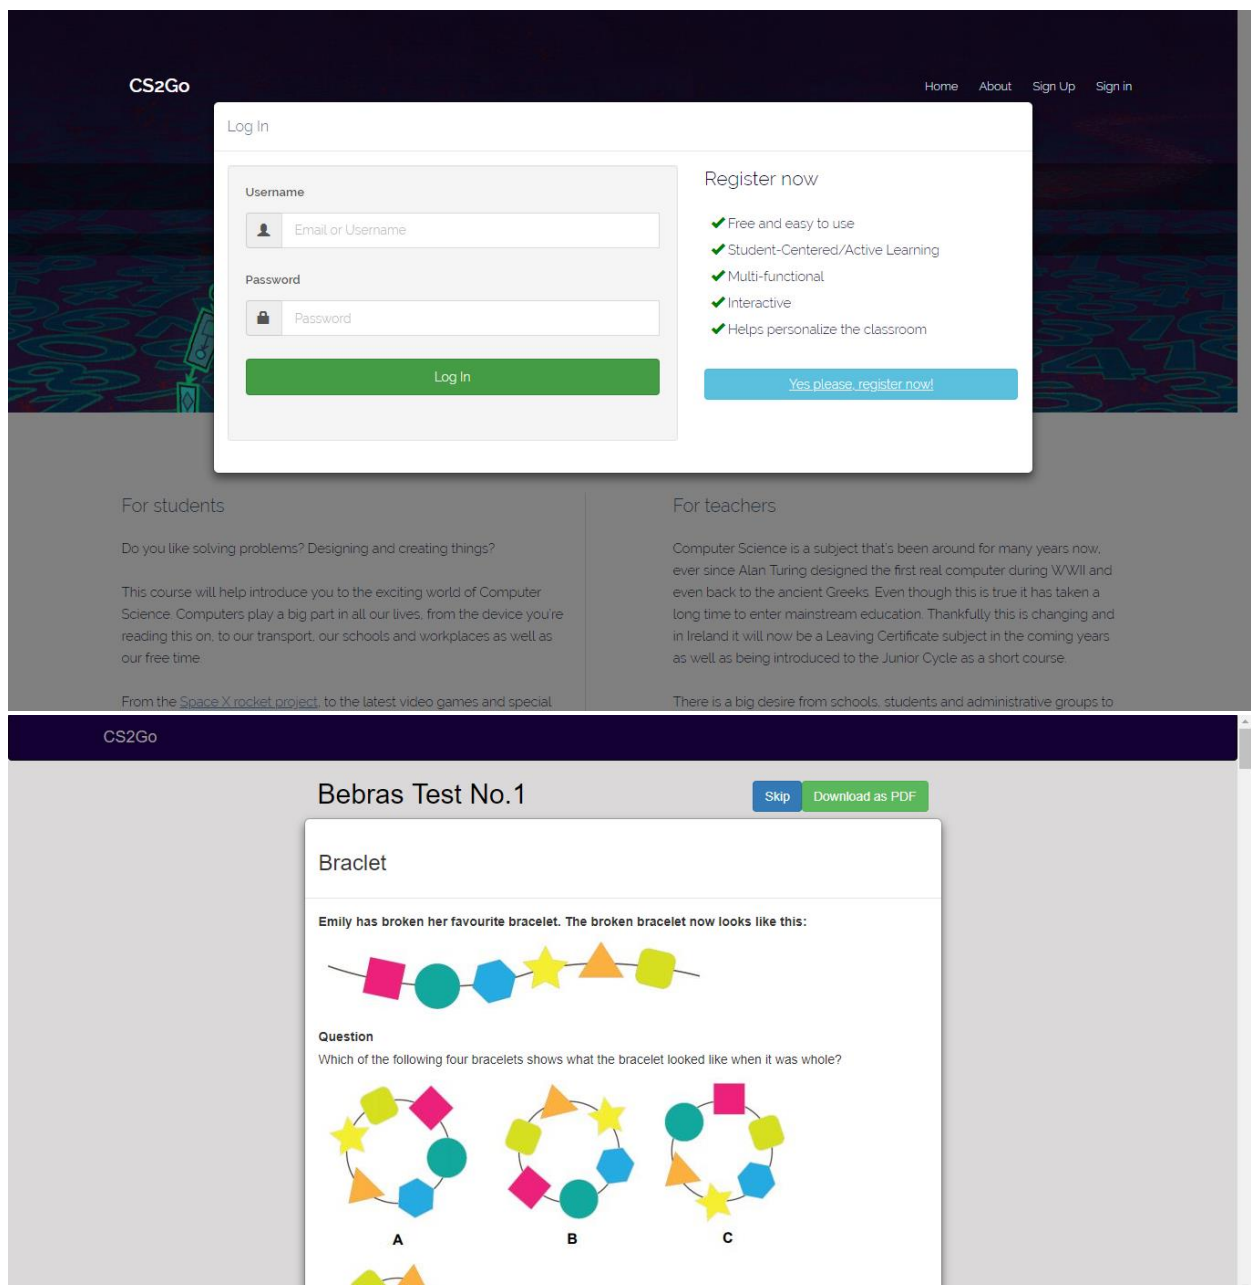 CS2Go
Home About Sign Up Sign in
Log In
Username
Email or Username
Password
Password
Log In
Register now
Free and easy to use
Student-Centered/Active Learning
Multi-functional
Interactive
Helps personalize the classroom
Yes please, register now!
For students
Do you like solving problems? Designing and creating things?
This course will help introduce you to the exciting world of Computer
Science. Computers play a big part in all our lives, from the device you're
reading this on, to our transport, our schools and workplaces as well as
our free time.
From the Space X rocket project, to the latest video games and special
For teachers
Computer Science is a subject that's been around for many years now,
ever since Alan Turing designed the first real computer during WWII and
even back to the ancient Greeks. Even though this is true it has taken a
long time to enter mainstream education. Thankfully this is changing and
in Ireland it will now be a Leaving Certificate subject in the coming years
as well as being introduced to the Junior Cycle as a short course.
There is a big desire from schools, students and administrative groups to
CS2Go
Bebras Test No.1
Skip Download as PDF
Braclet
Emily has broken her favourite bracelet. The broken bracelet now looks like this:
Question
Which of the following four bracelets shows what the bracelet looked like when it was whole?
A B C